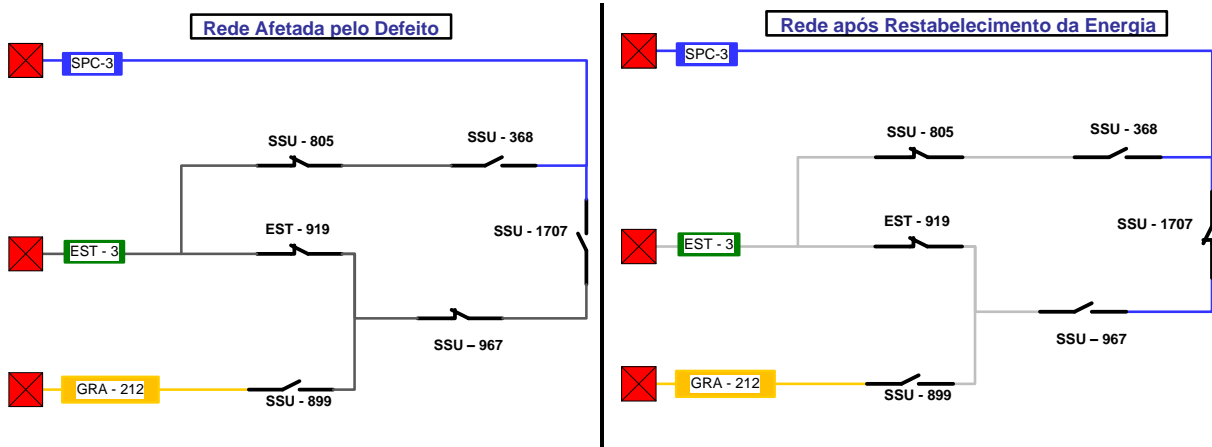 Rede Afetada pelo Defeito
SPC-3
SSU - 805
SSU - 368
EST - 919
SSU - 1707
EST - 3
SSU – 967
GRA - 212
SSU - 899
Rede após Restabelecimento da Energia
SPC-3
SSU - 805
SSU - 368
EST - 919
SSU - 1707
EST - 3
SSU – 967
GRA - 212
SSU - 899